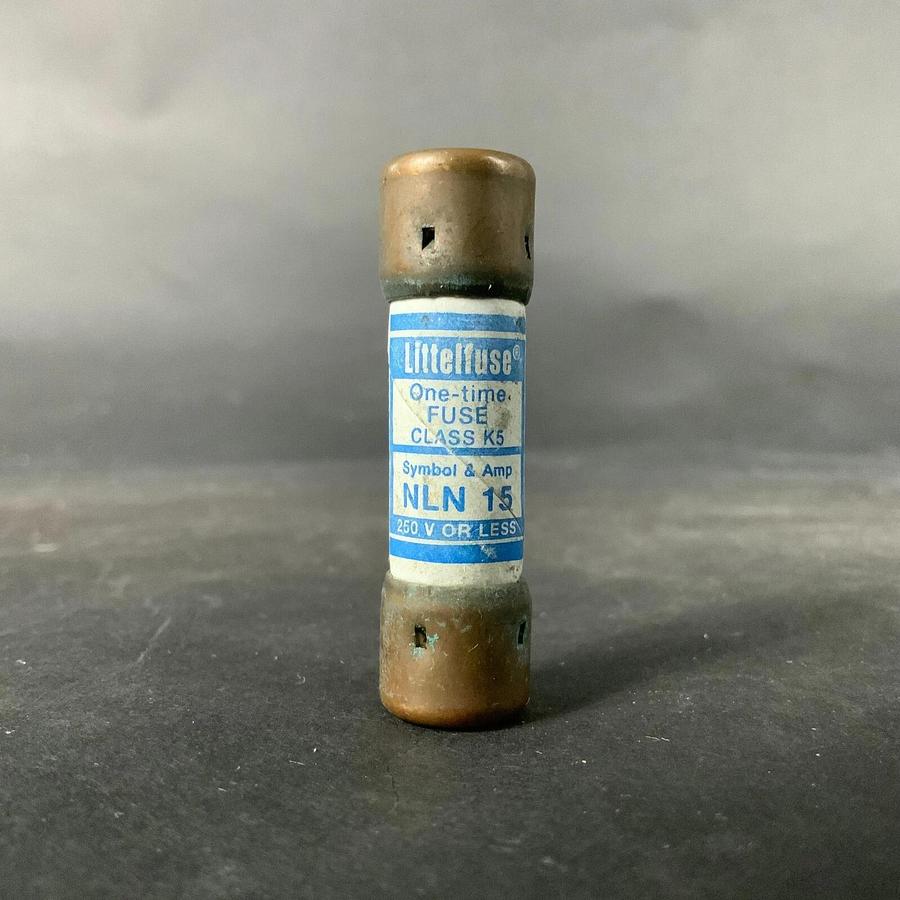 Littelfuse®
One-time
FUSE
CLASS K5
Symbol & Amp
NLN 15
250 V OR LESS